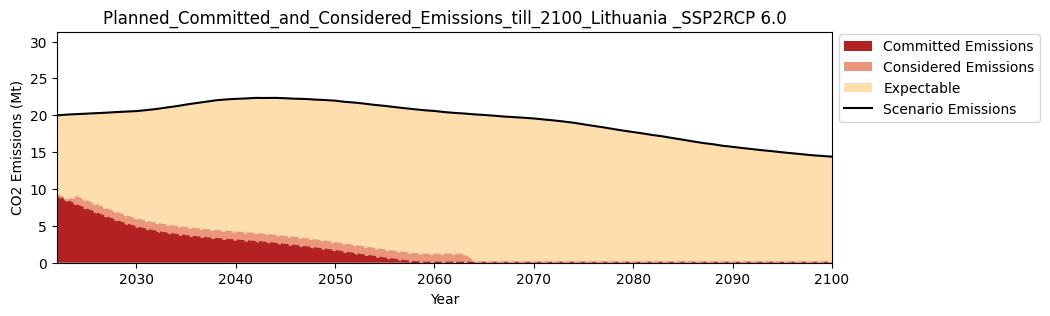 Planned_Committed_and_Considered_Emissions_till_2100_Lithuania _SSP2RCP 6.0
Committed Emissions
Considered Emissions
Expectable
Scenario Emissions
CO2 Emissions (Mt)
30
25
20
15
10
5
0
2030 2040 2050 2060 2070 2080 2090 2100
Year